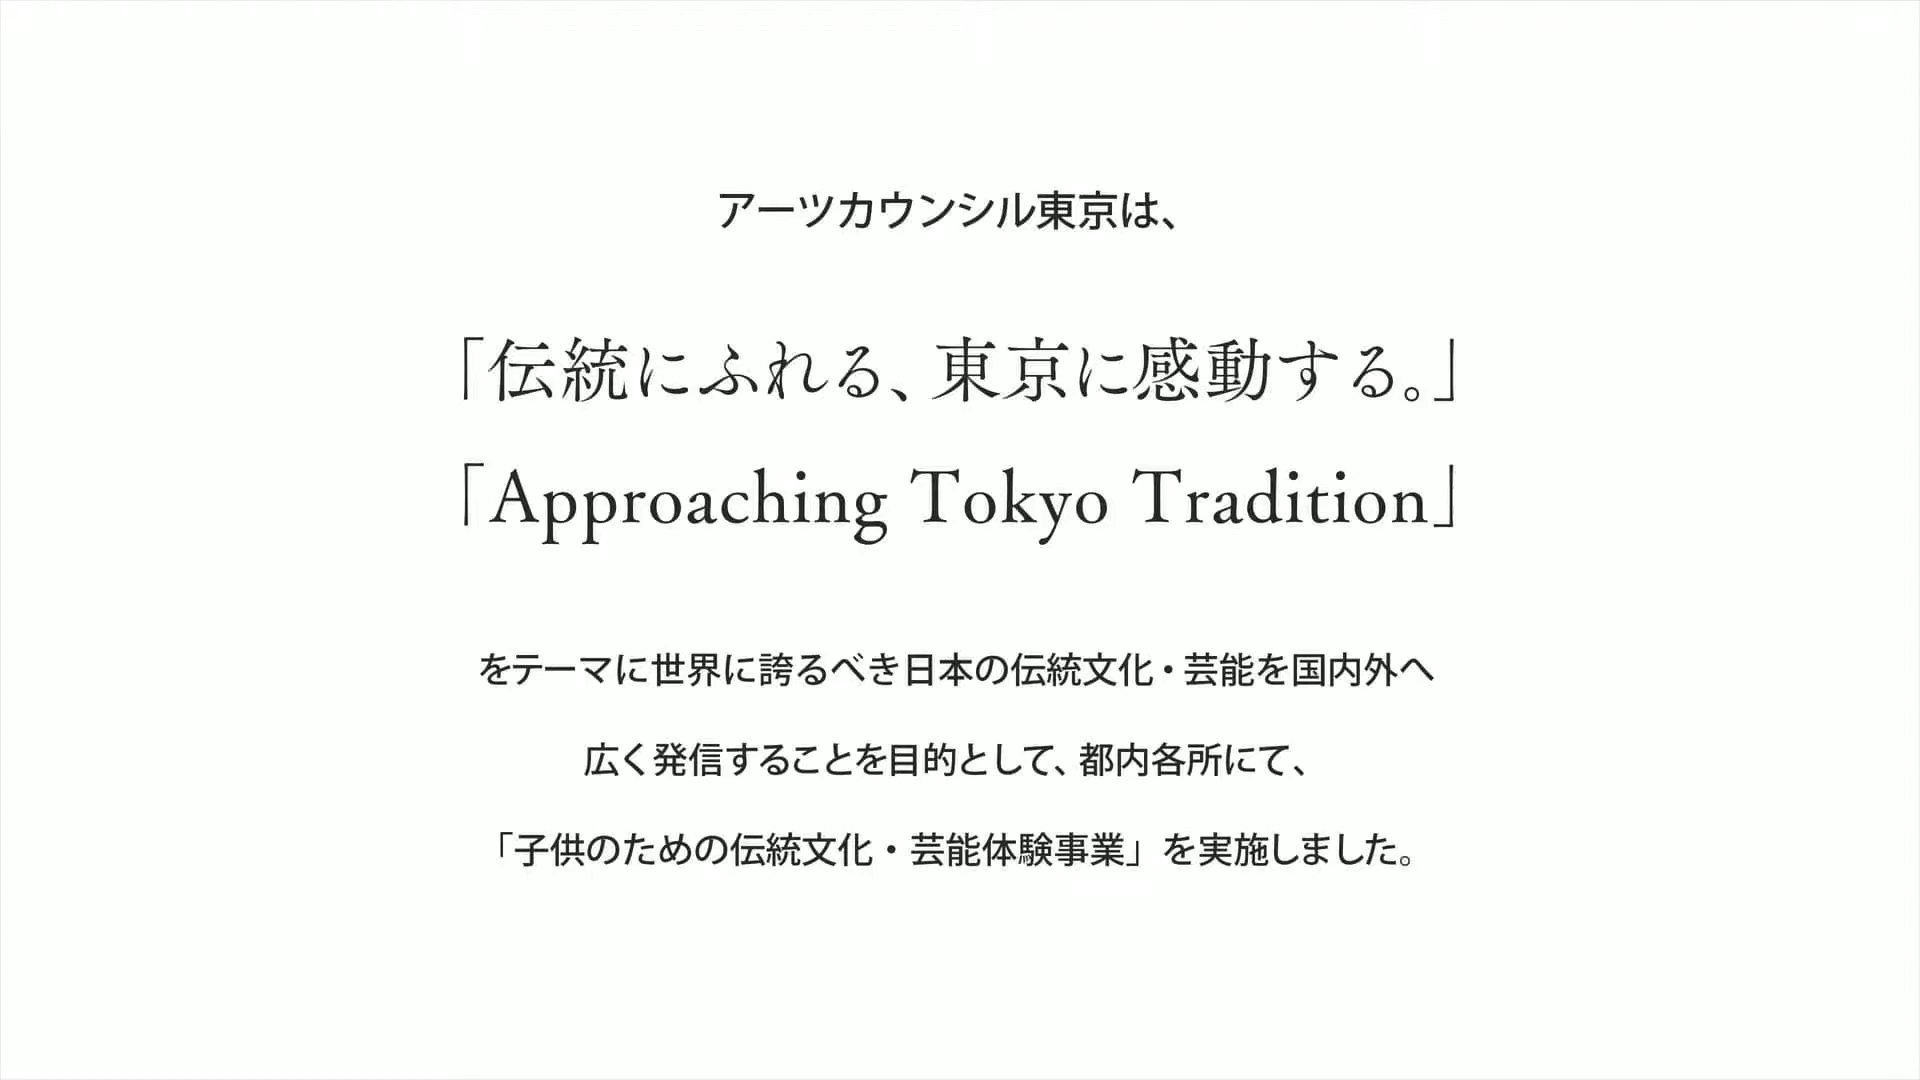 アーツカウンシル東京は、
「伝統にふれる、東京に感動する。」
「Approaching Tokyo Tradition」
をテーマに世界に誇るべき日本の伝統文化・芸能を国内外へ
広く発信することを目的として、都内各所にて、
「子供のための伝統文化・芸能体験事業」を実施しました。